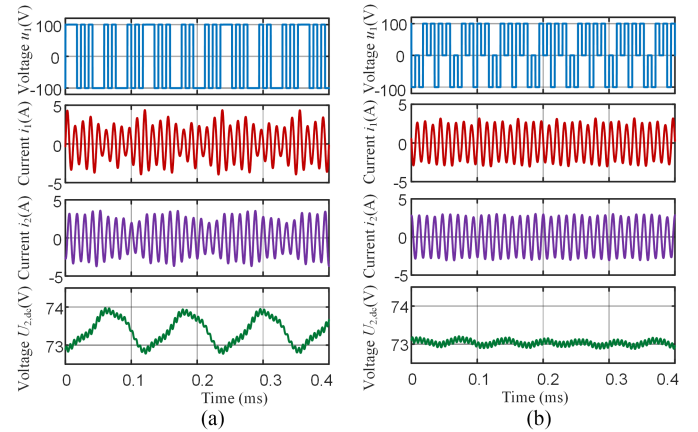 Voltage u1(V)
100
0
-100
Current i1(A)
5
0
-5
Current i2(A)
5
0
-5
Voltage U2,dc(V)
74
73
0
0.1
0.2
0.3
0.4
Time (ms)
(a)
Voltage u1(V)
100
0
-100
Current i1(A)
5
0
-5
Current i2(A)
5
0
-5
Voltage U2,dc(V)
74
73
0
0.1
0.2
0.3
0.4
Time (ms)
(b)